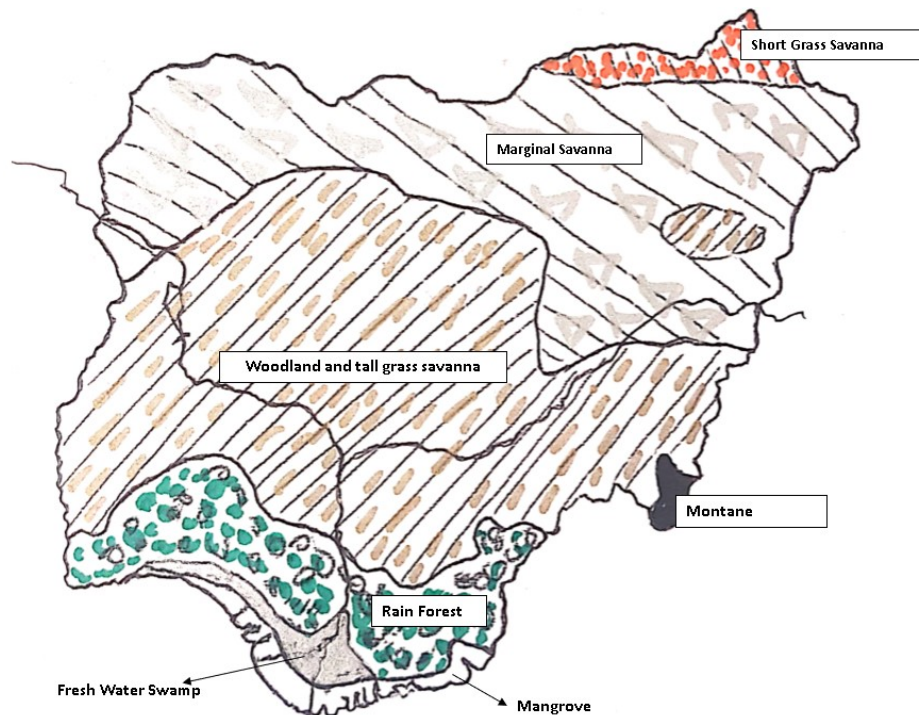 Short Grass Savanna
Marginal Savanna
Woodland and tall grass savanna
Montane
Rain Forest
Fresh Water Swamp
Mangrove